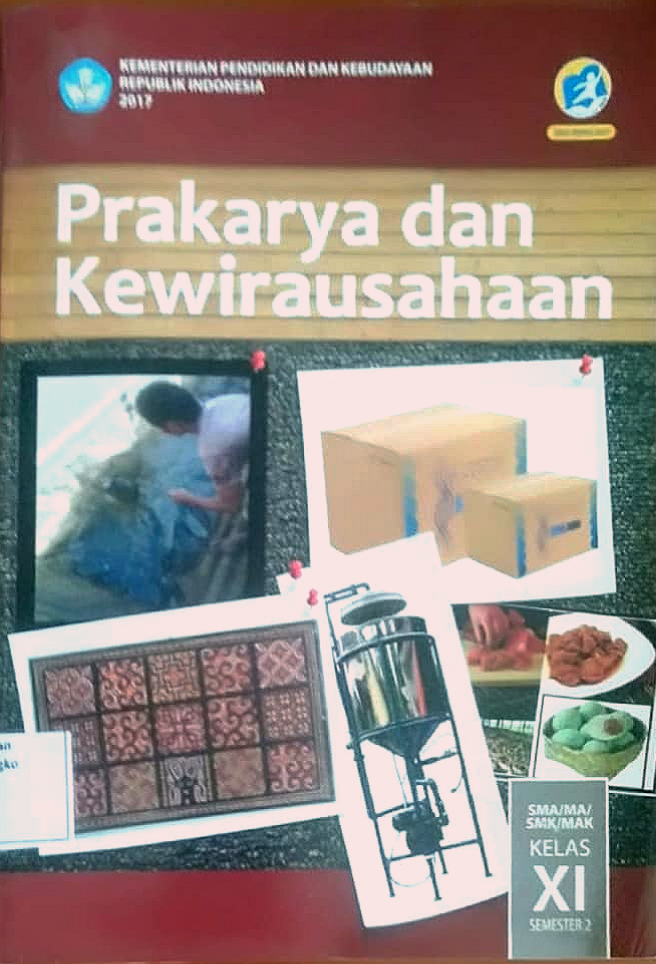 KEMENTERIAN PENDIDIKAN DAN KEBUDAYAAN
REPUBLIK INDONESIA
2017
Prakarya dan
Kewirausahaan
SMA/MA/
SMK/MAK
KELAS
XI
SEMESTER 2